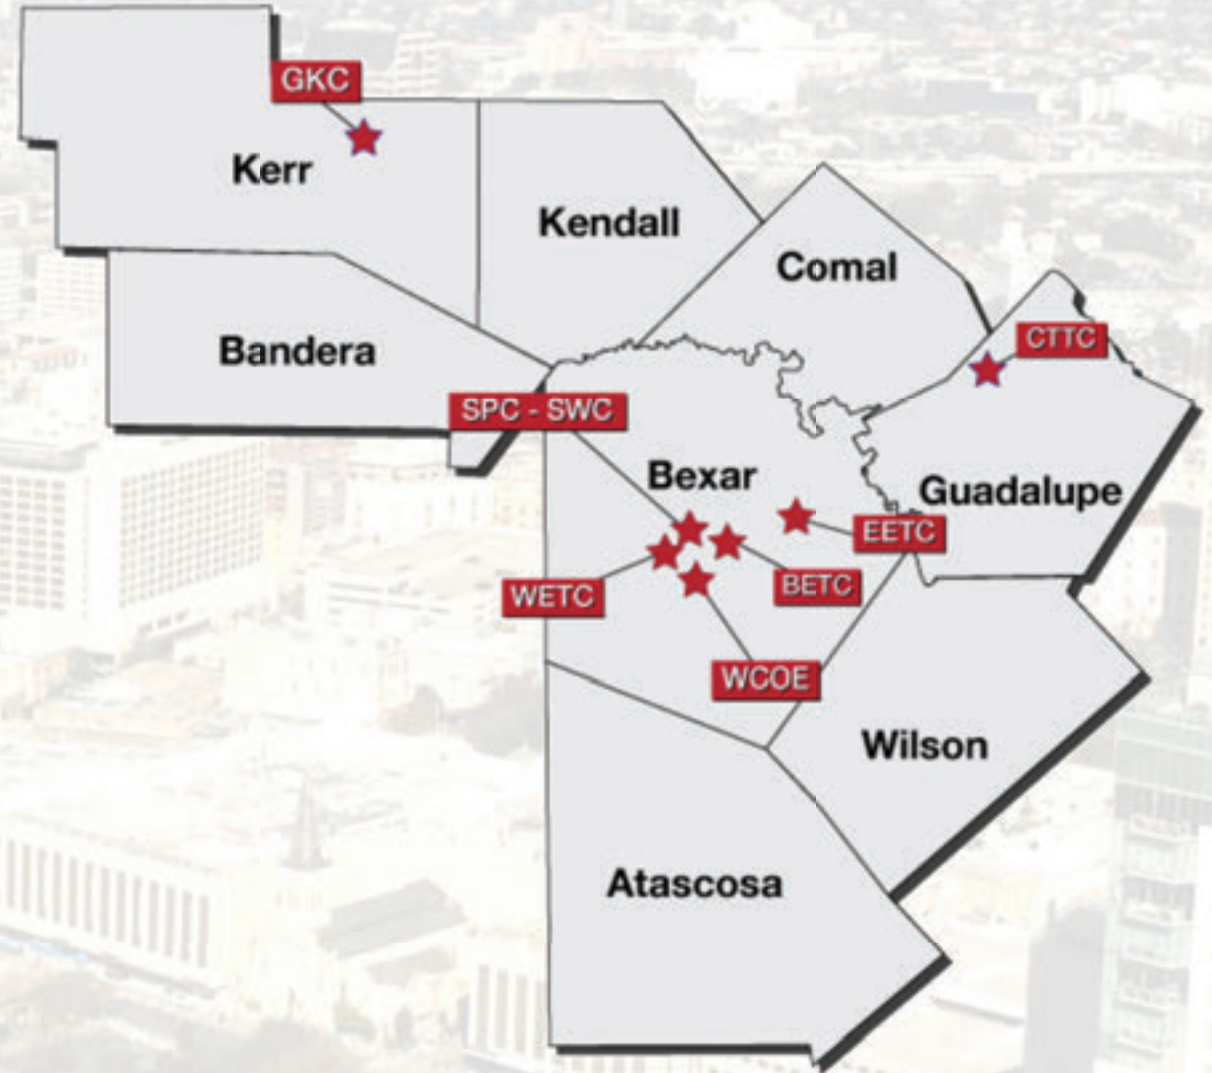 GKC
Kerr
Kendall
Comal
CTTC
Bandera
SPC - SWC
Bexar
Guadalupe
EETC
WETC
BETC
WCOE
Wilson
Atascosa